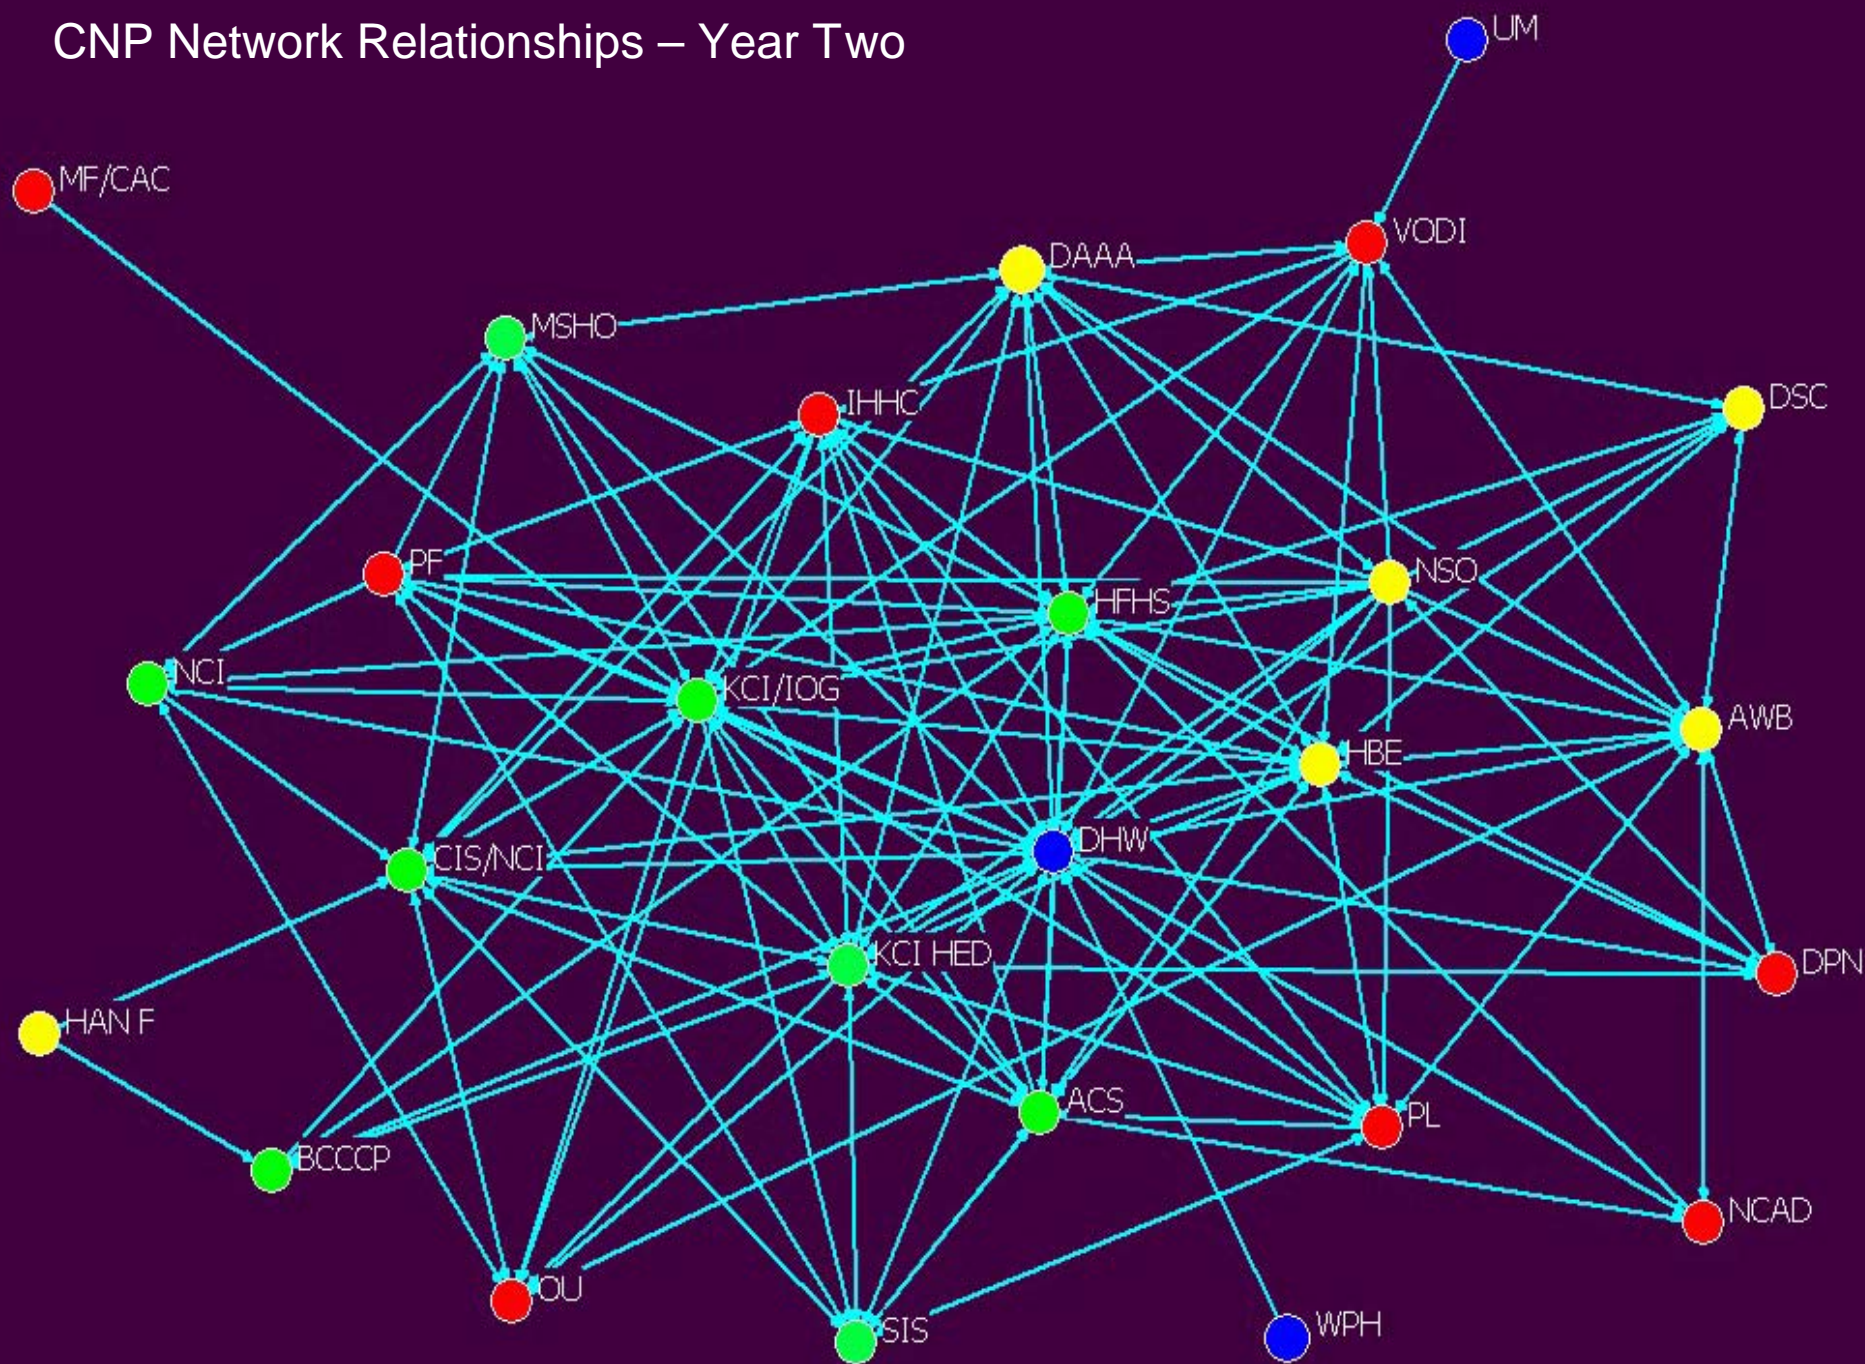 CNP Network Relationships – Year Two
UM
MF/CAC
VODI
DAAA
MSHO
DSC
IHHC
PF
NSO
HFHS
NCI
KCI/IOG
AWB
HBE
DHW
CIS/NCI
KCI HED
DPN
HAN F
ACS
PL
BCCCP
NCAD
OU
SIS
WPH